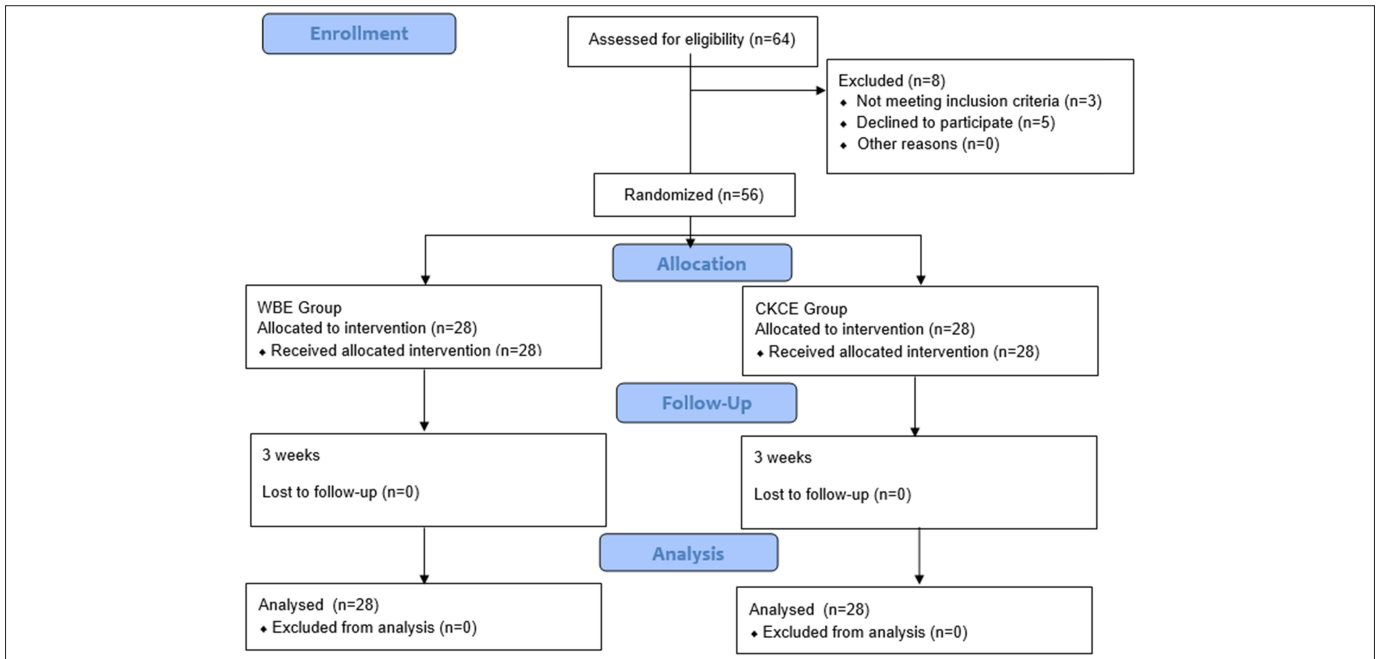 Enrollment
Assessed for eligibility (n=64)
Excluded (n=8)
⬥ Not meeting inclusion criteria (n=3)
⬥ Declined to participate (n=5)
⬥ Other reasons (n=0)
Randomized (n=56)
Allocation
WBE Group
Allocated to intervention (n=28)
⬥ Received allocated intervention (n=28)
CKCE Group
Allocated to intervention (n=28)
⬥ Received allocated intervention (n=28)
Follow-Up
3 weeks
Lost to follow-up (n=0)
3 weeks
Lost to follow-up (n=0)
Analysis
Analysed (n=28)
⬥ Excluded from analysis (n=0)
Analysed (n=28)
⬥ Excluded from analysis (n=0)